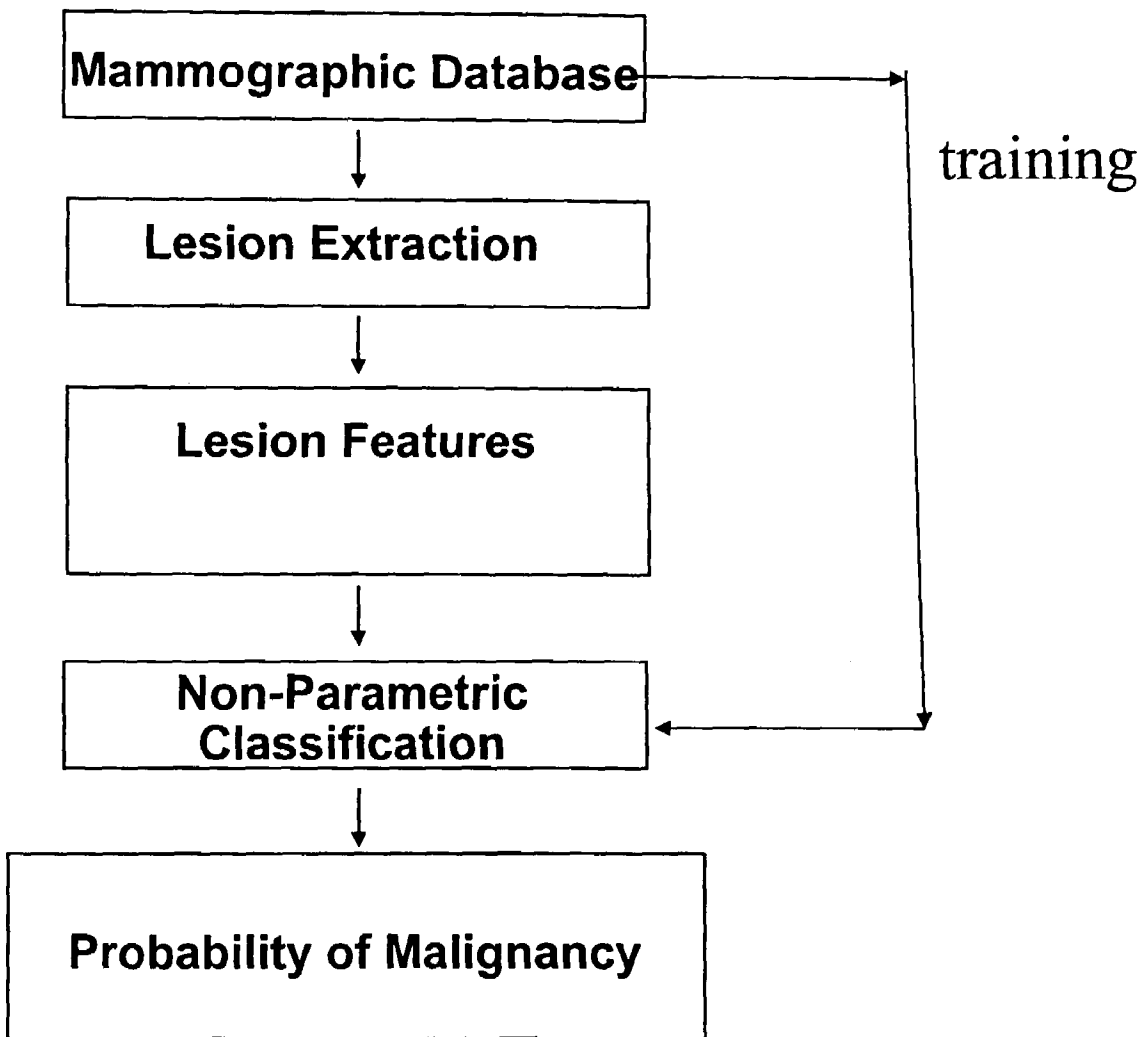 Mammographic Database
training
Lesion Extraction
Lesion Features
Non-Parametric
Classification
Probability of Malignancy